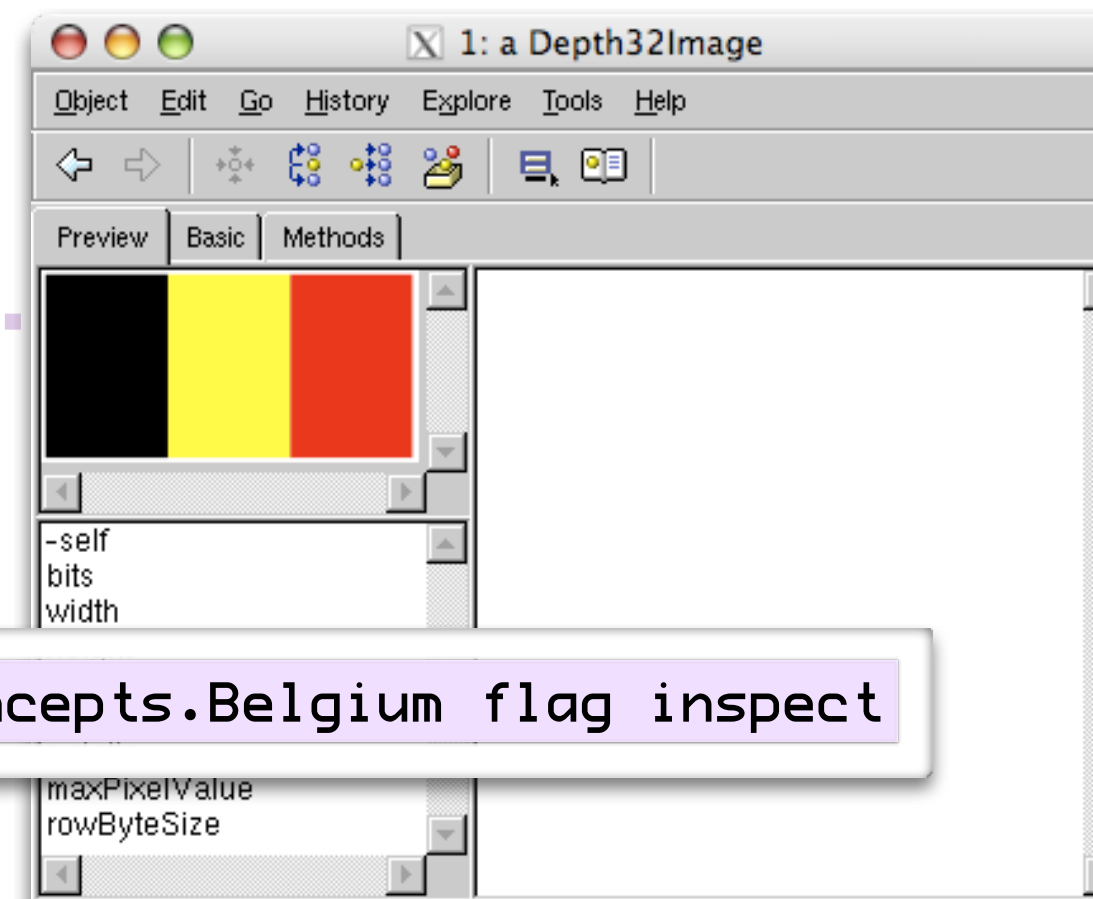 1: a Depth32Image
Object Edit Go History Explore Tools Help
Preview Basic Methods
-self
bits
width
cepts.Belgium flag inspect
maxPixelValue
rowByteSize